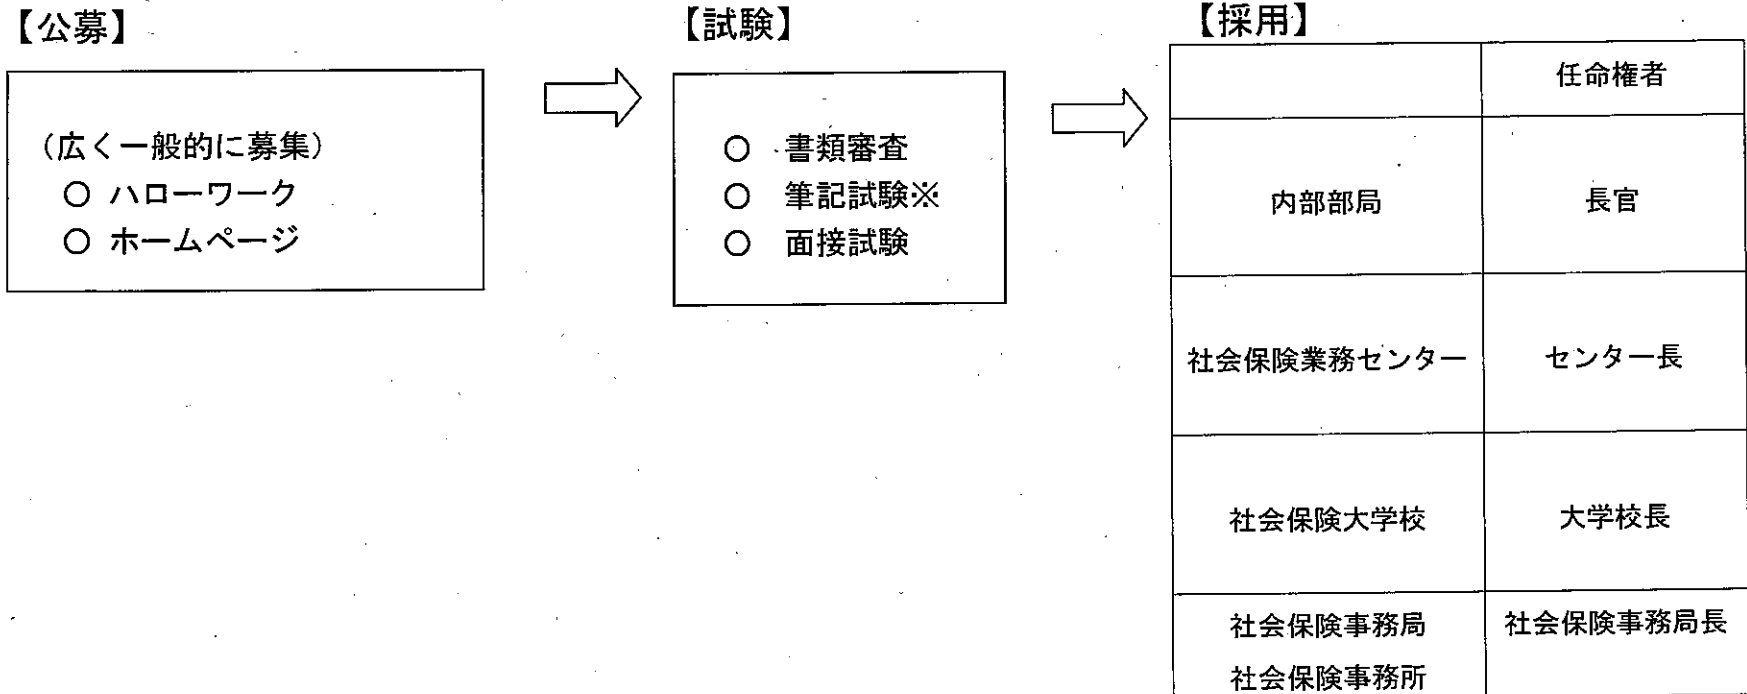 【公募】
(広く一般的に募集)
○ ハローワーク
○ ホームページ
【試験】
○ 書類審査
○ 筆記試験※
○ 面接試験
【採用】
任命権者
内部部局 長官
社会保険業務センター センター長
社会保険大学校 大学校長
社会保険事務局 社会保険事務局長
社会保険事務所